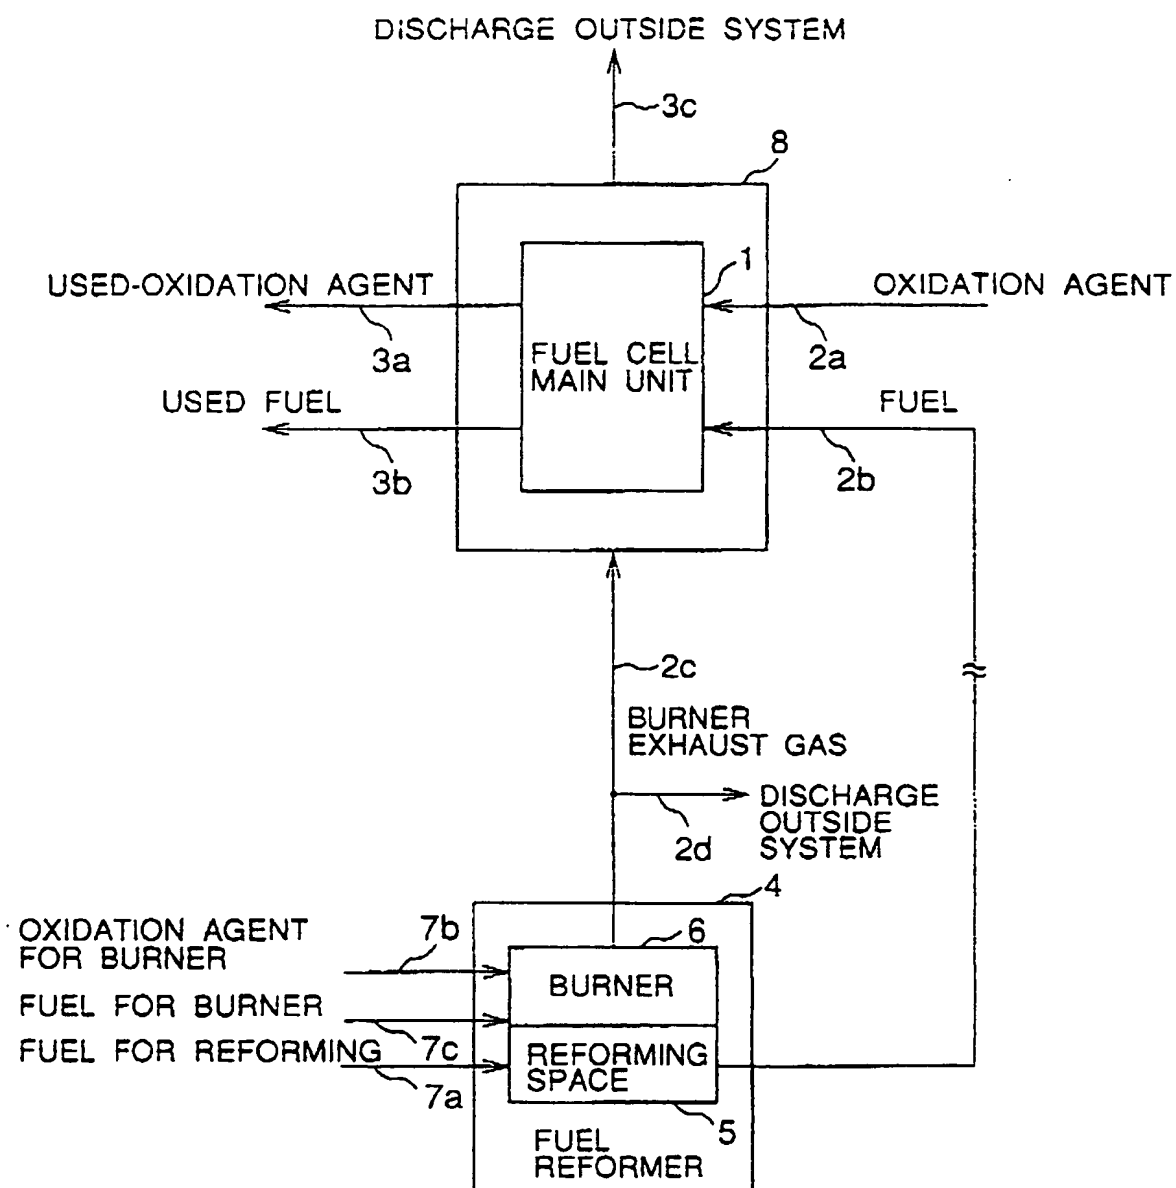 DISCHARGE OUTSIDE SYSTEM
3c
8
1
USED-OXIDATION AGENT
OXIDATION AGENT
3a
FUEL CELL
MAIN UNIT
2a
USED FUEL
FUEL
3b
2b
2c
BURNER
EXHAUST GAS
DISCHARGE
OUTSIDE
SYSTEM
2d
4
OXIDATION AGENT
FOR BURNER
7b
6
BURNER
FUEL FOR BURNER
7c
FUEL FOR REFORMING
REFORMING
SPACE
7a
5
FUEL
REFORMER